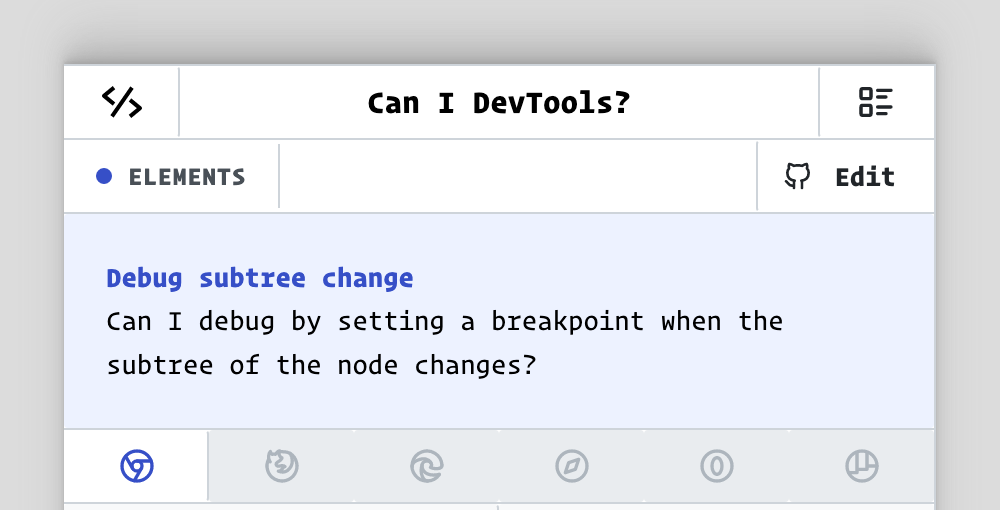 Can I DevTools?
ELEMENTS
Edit
Debug subtree change
Can I debug by setting a breakpoint when the
subtree of the node changes?